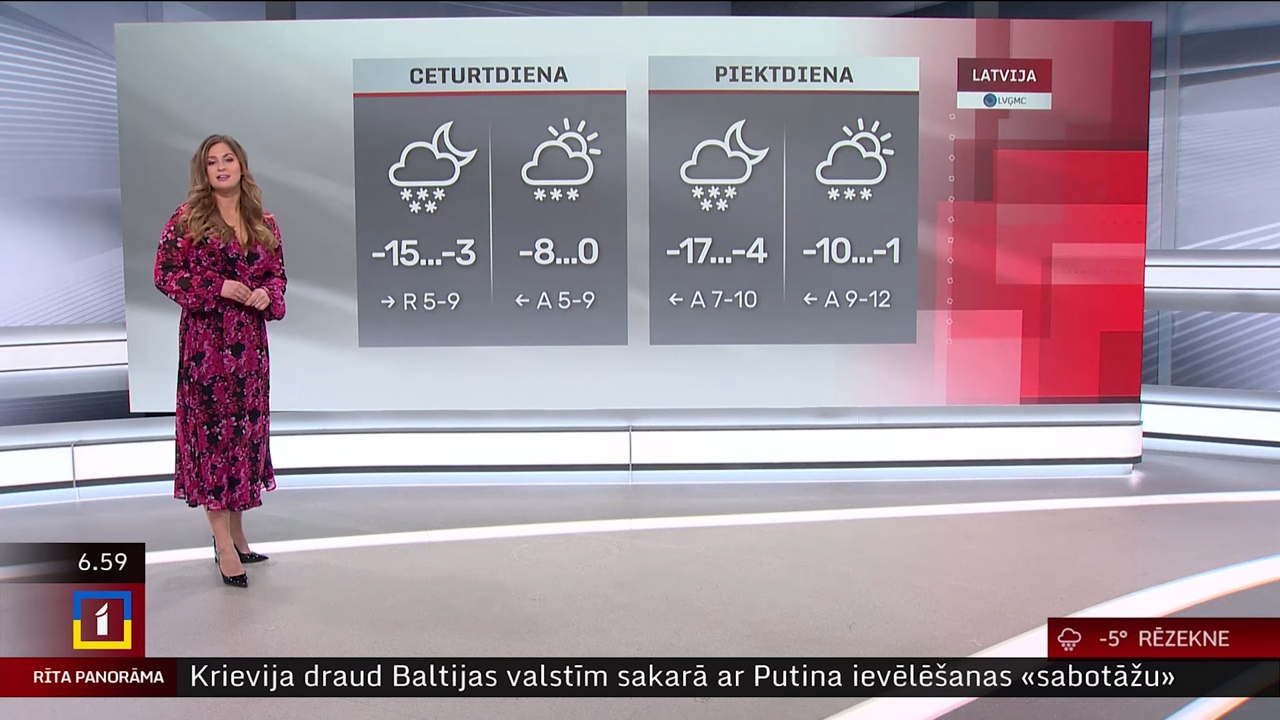 CETURTDIENA
-15...-3
-8...0
→ R 5-9
← A 5-9
PIEKTDIENA
-17...-4
-10...-1
← A 7-10
← A 9-12
LATVIJA
LVĢMC
6.59
1
-5° RĒZEKNE
RĪTA PANORĀMA
Krievija draud Baltijas valstīm sakarā ar Putina ievēlēšanas «sabotāžu»